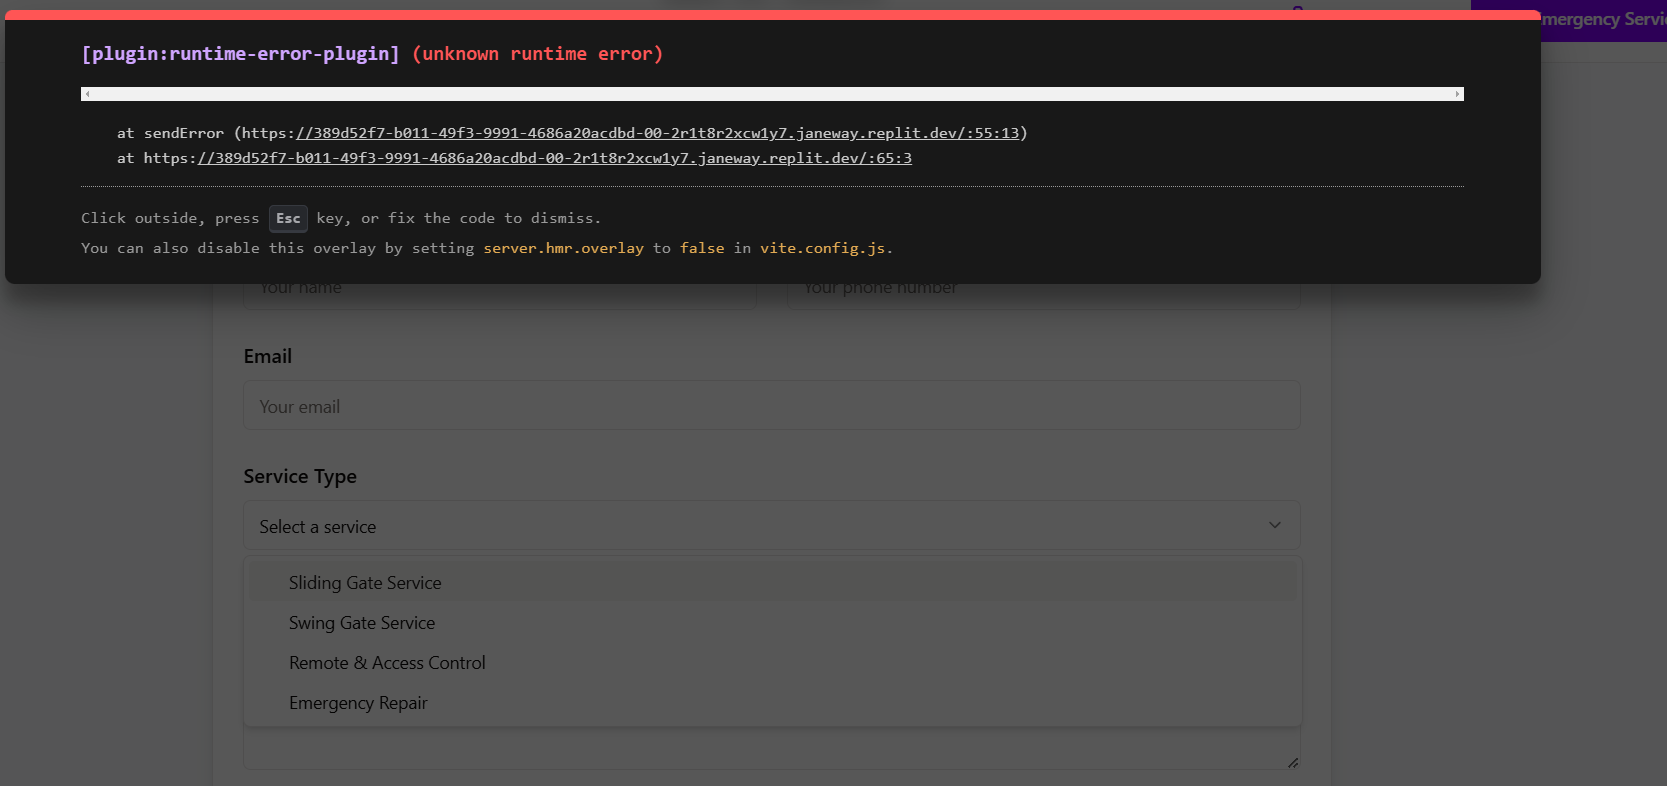 mergency Servi
[plugin:runtime-error-plugin] (unknown runtime error)
at sendError (https://389d52f7-b011-49f3-9991-4686a20acdbd-00-2r1t8r2xcw1y7.janeway.replit.dev/:55:13)
at https://389d52f7-b011-49f3-9991-4686a20acdbd-00-2r1t8r2xcw1y7.janeway.replit.dev/:65:3
Click outside, press Esc key, or fix the code to dismiss.
You can also disable this overlay by setting server.hmr.overlay to false in vite.config.js.
Your name
Your phone number
Email
Your email
Service Type
Select a service
Sliding Gate Service
Swing Gate Service
Remote & Access Control
Emergency Repair